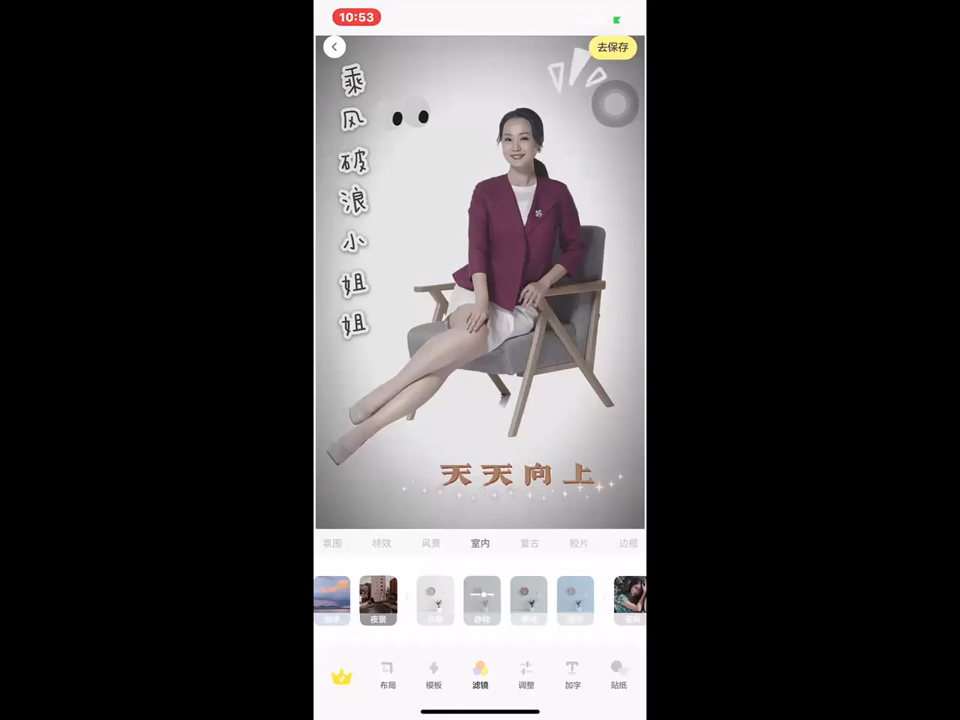 10:53
去保存
乘风破浪小姐姐
天天向上
氛围 特效 风景 室内 复古 胶片 边框
夜景 静物
布局 模板 滤镜 调整 加字 贴纸